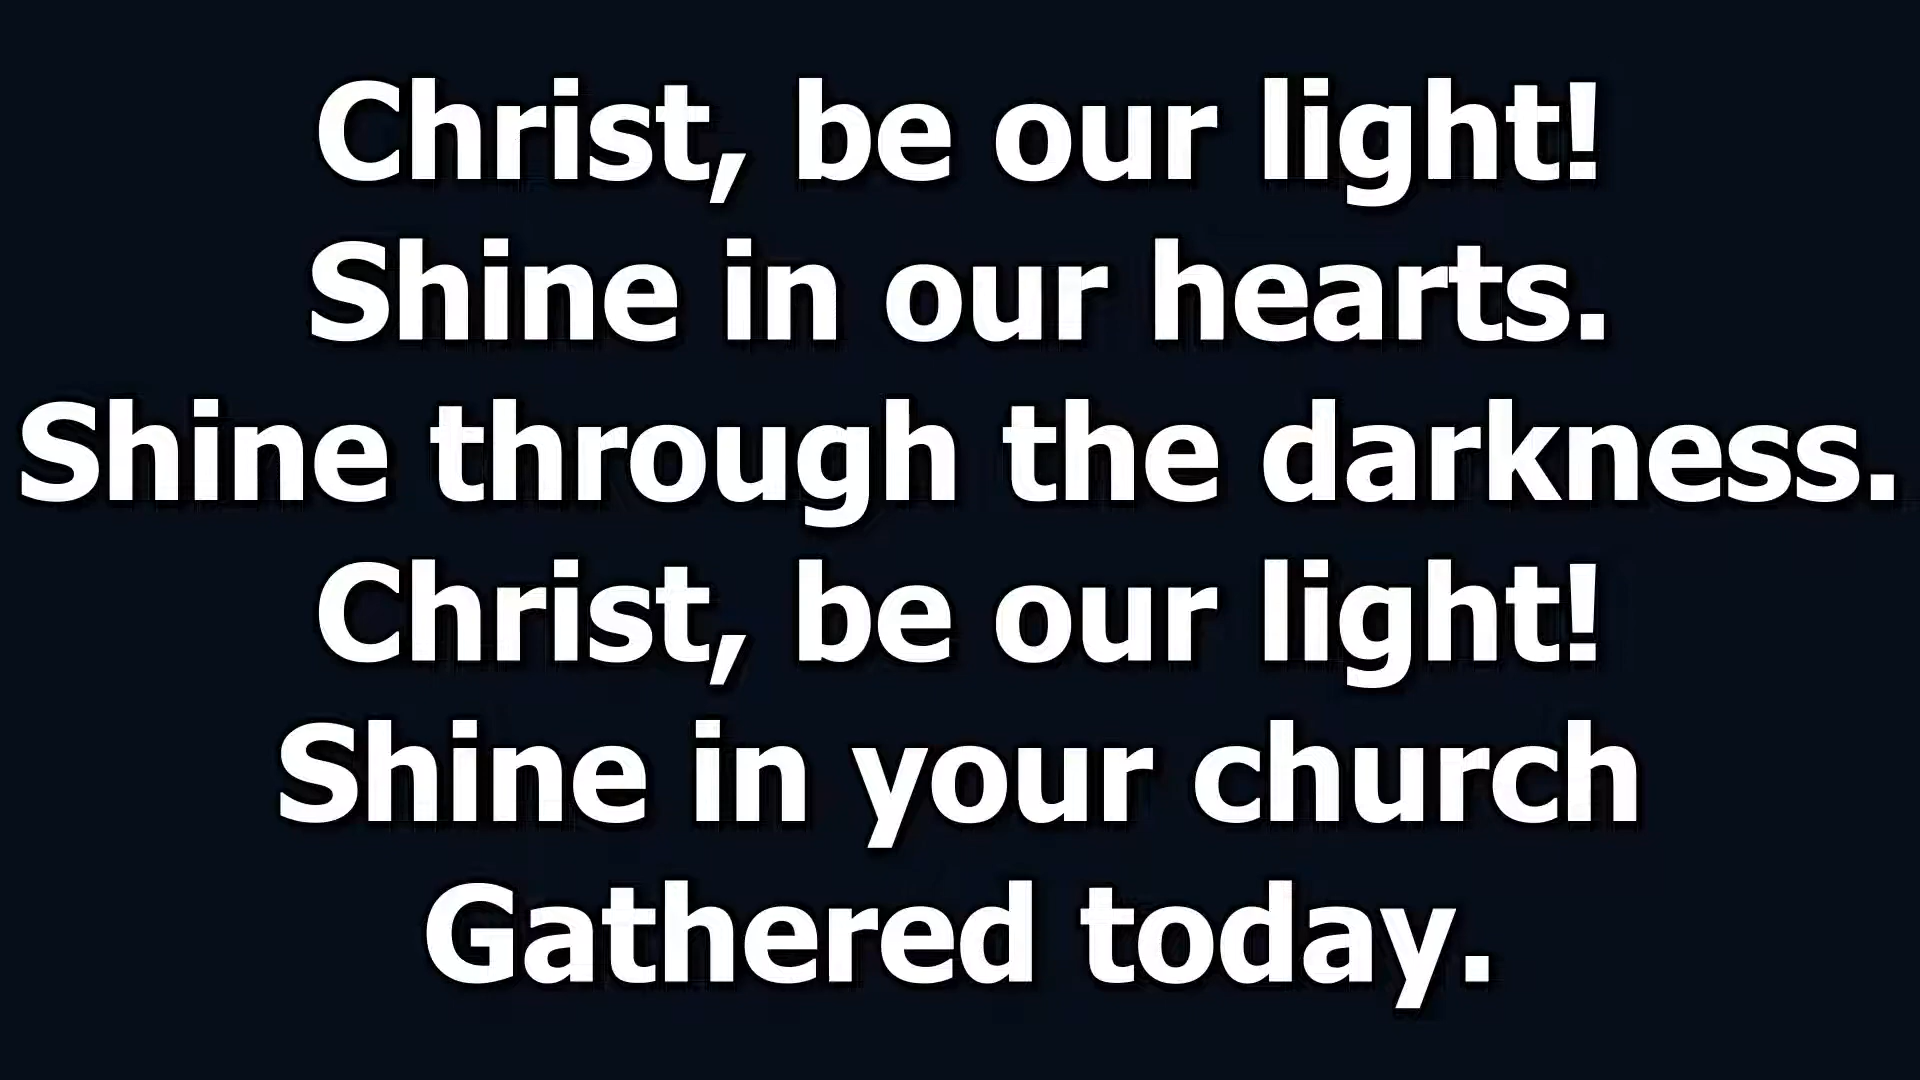 Christ, be our light!
Shine in our hearts.
Shine through the darkness.
Christ, be our light!
Shine in your church
Gathered today.